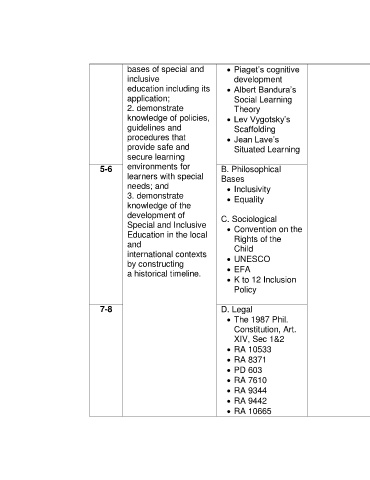 bases of special and
inclusive
education including its
application;
2. demonstrate
knowledge of policies,
guidelines and
procedures that
provide safe and
secure learning
environments for
learners with special
needs; and
3. demonstrate
knowledge of the
development of
Special and Inclusive
Education in the local
and
international contexts
by constructing
a historical timeline.
• Piaget's cognitive
development
• Albert Bandura's
Social Learning
Theory
• Lev Vygotsky's
Scaffolding
• Jean Lave's
Situated Learning
5-6
B. Philosophical
Bases
• Inclusivity
• Equality
C. Sociological
• Convention on the
Rights of the
Child
• UNESCO
• EFA
• K to 12 Inclusion
Policy
7-8
D. Legal
• The 1987 Phil.
Constitution, Art.
XIV, Sec 1&2
• RA 10533
• RA 8371
• PD 603
• RA 7610
• RA 9344
• RA 9442
• RA 10665